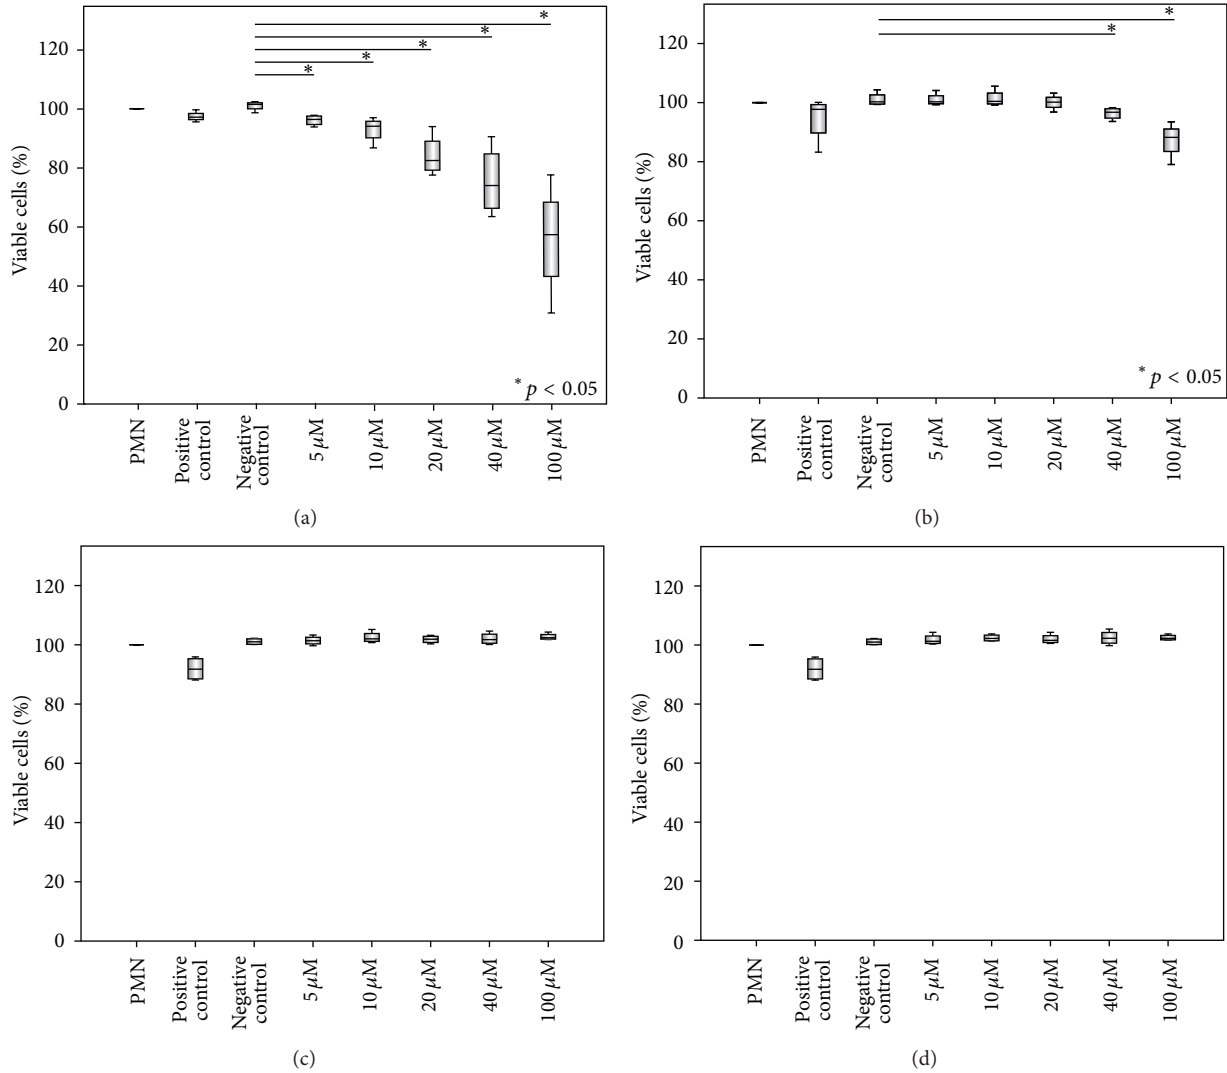 *
*
*
*
*
120
100
80
60
40
20
0
Viable cells (%)
* p < 0.05
PMN
Positive
control
Negative
control
5 μM
10 μM
20 μM
40 μM
100 μM
(a)
*
*
120
100
80
60
40
20
0
Viable cells (%)
* p < 0.05
PMN
Positive
control
Negative
control
5 μM
10 μM
20 μM
40 μM
100 μM
(b)
120
100
80
60
40
20
0
Viable cells (%)
PMN
Positive
control
Negative
control
5 μM
10 μM
20 μM
40 μM
100 μM
(c)
120
100
80
60
40
20
0
Viable cells (%)
PMN
Positive
control
Negative
control
5 μM
10 μM
20 μM
40 μM
100 μM
(d)